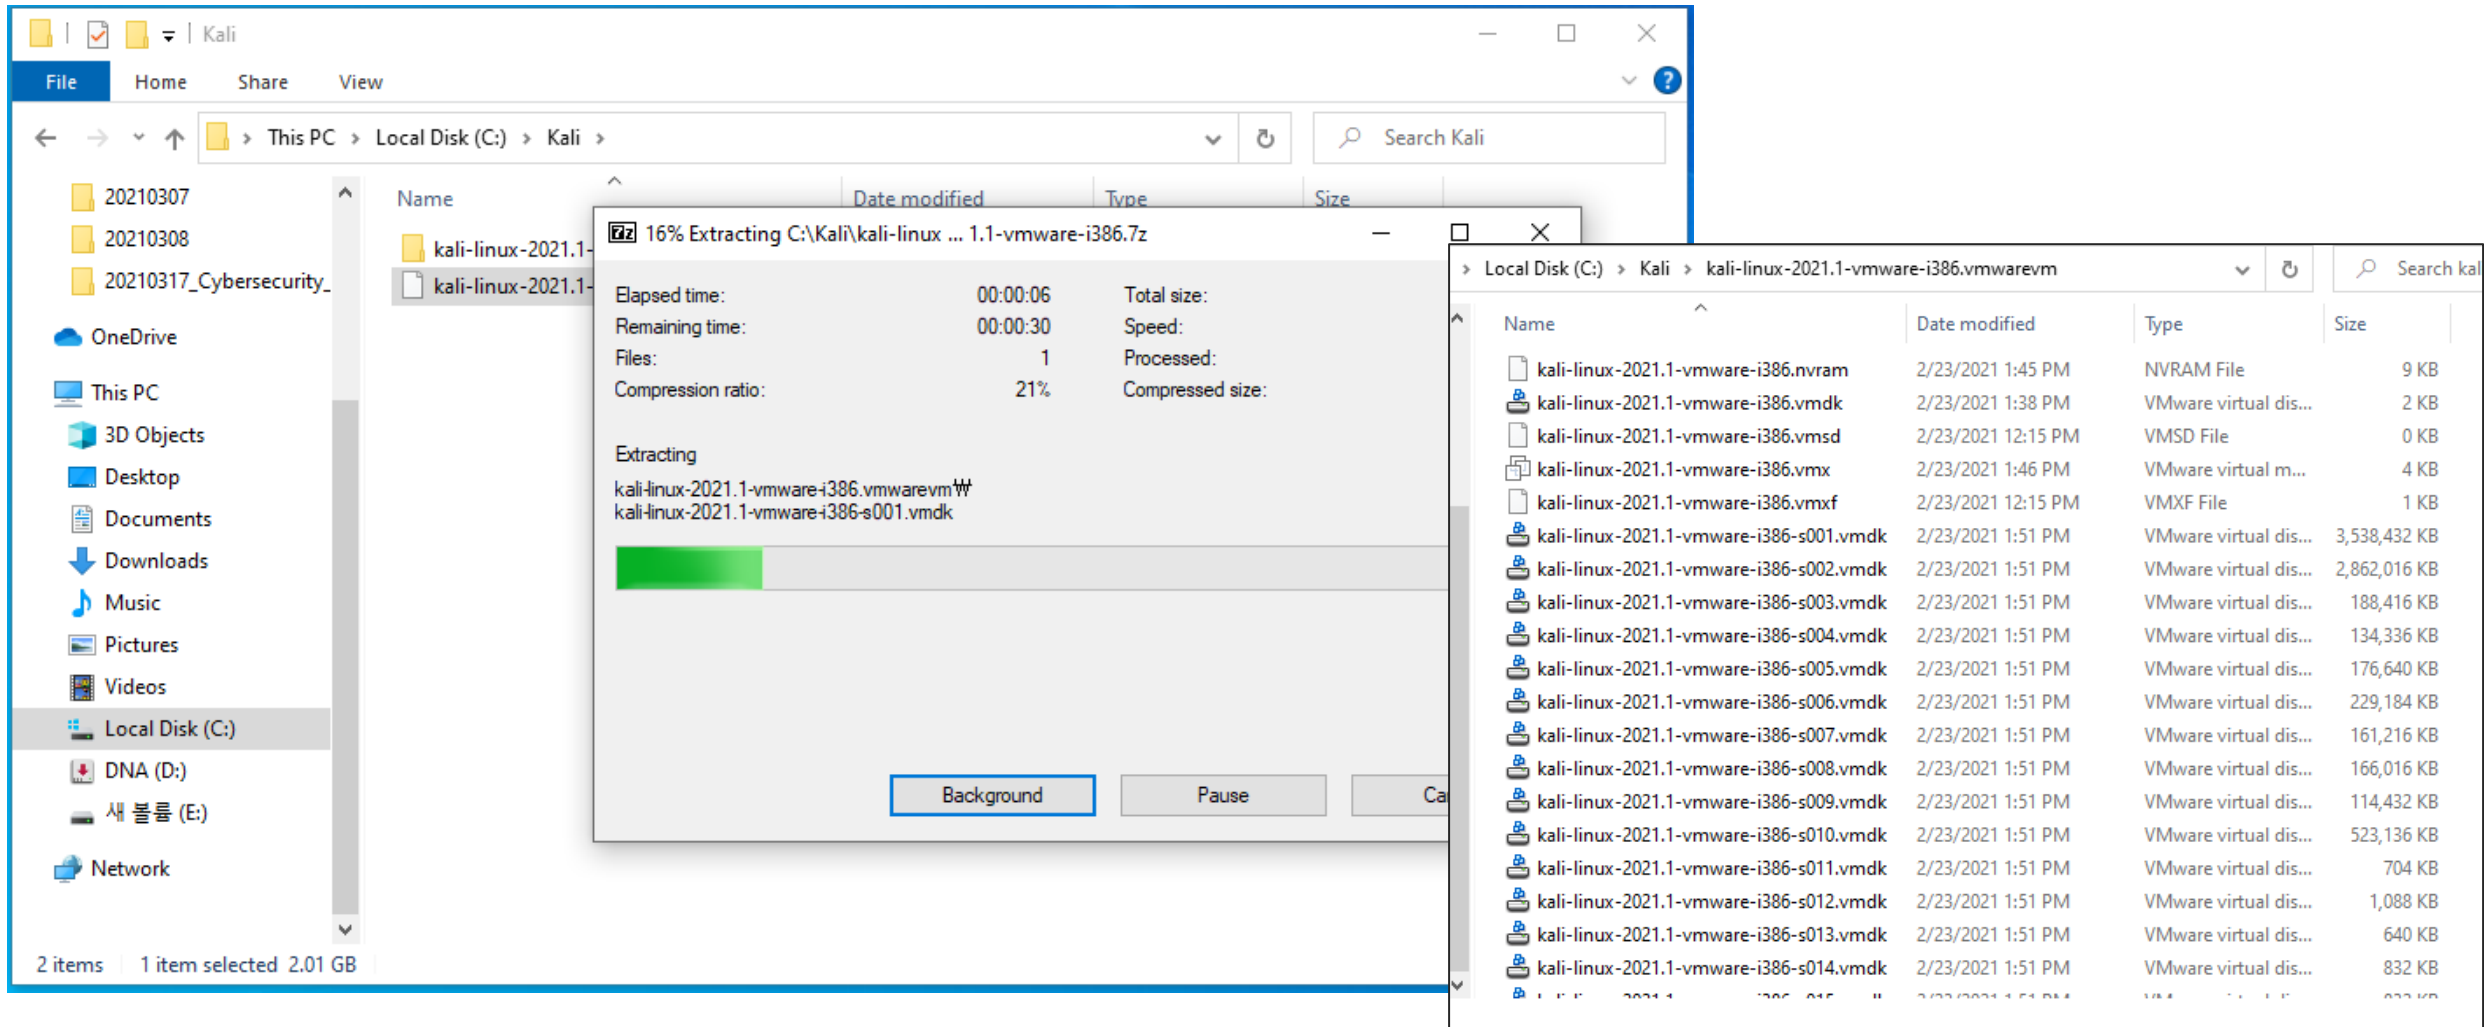 Kali
File Home Share View
This PC > Local Disk (C:) > Kali >
Search Kali
20210307
20210308
20210317_Cybersecurity_
OneDrive
This PC
3D Objects
Desktop
Documents
Downloads
Music
Pictures
Videos
Local Disk (C:)
DNA (D:)
새 볼륨 (E:)
Network
2 items 1 item selected 2.01 GB
Name Date modified Type Size
kali-linux-2021.1-
kali-linux-2021.1-
7z 16% Extracting C:\Kali\kali-linux ... 1.1-vmware-i386.7z
Elapsed time: 00:00:06 Total size:
Remaining time: 00:00:30 Speed:
Files: 1 Processed:
Compression ratio: 21% Compressed size:
Extracting
kali-linux-2021.1-vmware-i386.vmwarevm₩
kali-linux-2021.1-vmware-i386-s001.vmdk
Background Pause Ca
> Local Disk (C:) > Kali > kali-linux-2021.1-vmware-i386.vmwarevm
Search kal
Name Date modified Type Size
kali-linux-2021.1-vmware-i386.nvram 2/23/2021 1:45 PM NVRAM File 9 KB
kali-linux-2021.1-vmware-i386.vmdk 2/23/2021 1:38 PM VMware virtual dis... 2 KB
kali-linux-2021.1-vmware-i386.vmsd 2/23/2021 12:15 PM VMSD File 0 KB
kali-linux-2021.1-vmware-i386.vmx 2/23/2021 1:46 PM VMware virtual m... 4 KB
kali-linux-2021.1-vmware-i386.vmxf 2/23/2021 12:15 PM VMXF File 1 KB
kali-linux-2021.1-vmware-i386-s001.vmdk 2/23/2021 1:51 PM VMware virtual dis... 3,538,432 KB
kali-linux-2021.1-vmware-i386-s002.vmdk 2/23/2021 1:51 PM VMware virtual dis... 2,862,016 KB
kali-linux-2021.1-vmware-i386-s003.vmdk 2/23/2021 1:51 PM VMware virtual dis... 188,416 KB
kali-linux-2021.1-vmware-i386-s004.vmdk 2/23/2021 1:51 PM VMware virtual dis... 134,336 KB
kali-linux-2021.1-vmware-i386-s005.vmdk 2/23/2021 1:51 PM VMware virtual dis... 176,640 KB
kali-linux-2021.1-vmware-i386-s006.vmdk 2/23/2021 1:51 PM VMware virtual dis... 229,184 KB
kali-linux-2021.1-vmware-i386-s007.vmdk 2/23/2021 1:51 PM VMware virtual dis... 161,216 KB
kali-linux-2021.1-vmware-i386-s008.vmdk 2/23/2021 1:51 PM VMware virtual dis... 166,016 KB
kali-linux-2021.1-vmware-i386-s009.vmdk 2/23/2021 1:51 PM VMware virtual dis... 114,432 KB
kali-linux-2021.1-vmware-i386-s010.vmdk 2/23/2021 1:51 PM VMware virtual dis... 523,136 KB
kali-linux-2021.1-vmware-i386-s011.vmdk 2/23/2021 1:51 PM VMware virtual dis... 704 KB
kali-linux-2021.1-vmware-i386-s012.vmdk 2/23/2021 1:51 PM VMware virtual dis... 1,088 KB
kali-linux-2021.1-vmware-i386-s013.vmdk 2/23/2021 1:51 PM VMware virtual dis... 640 KB
kali-linux-2021.1-vmware-i386-s014.vmdk 2/23/2021 1:51 PM VMware virtual dis... 832 KB